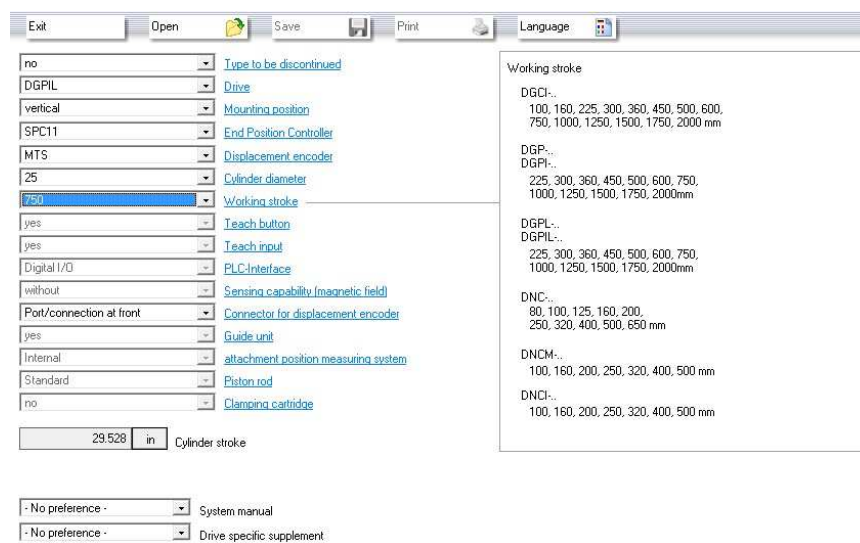 Exit Open Save Print Language
no Type to be discontinued
DGPIL Drive
vertical Mounting position
SPC11 End Position Controller
MTS Displacement encoder
25 Cylinder diameter
750 Working stroke
yes Teach button
yes Teach input
Digital I/O PLC-Interface
without Sensing capability (magnetic field)
Port/connection at front Connector for displacement encoder
yes Guide unit
Internal attachment position measuring system
Standard Piston rod
no Clamping cartridge
29.528 in Cylinder stroke
- No preference - System manual
- No preference - Drive specific supplement
Working stroke
DGCI-..
100, 160, 225, 300, 360, 450, 500, 600,
750, 1000, 1250, 1500, 1750, 2000 mm
DGP-..
DGPI-..
225, 300, 360, 450, 500, 600, 750,
1000, 1250, 1500, 1750, 2000mm
DGPL-..
DGPIL-..
225, 300, 360, 450, 500, 600, 750,
1000, 1250, 1500, 1750, 2000mm
DNC-..
80, 100, 125, 160, 200,
250, 320, 400, 500, 650 mm
DNCM-..
100, 160, 200, 250, 320, 400, 500 mm
DNCI-..
100, 160, 200, 250, 320, 400, 500 mm